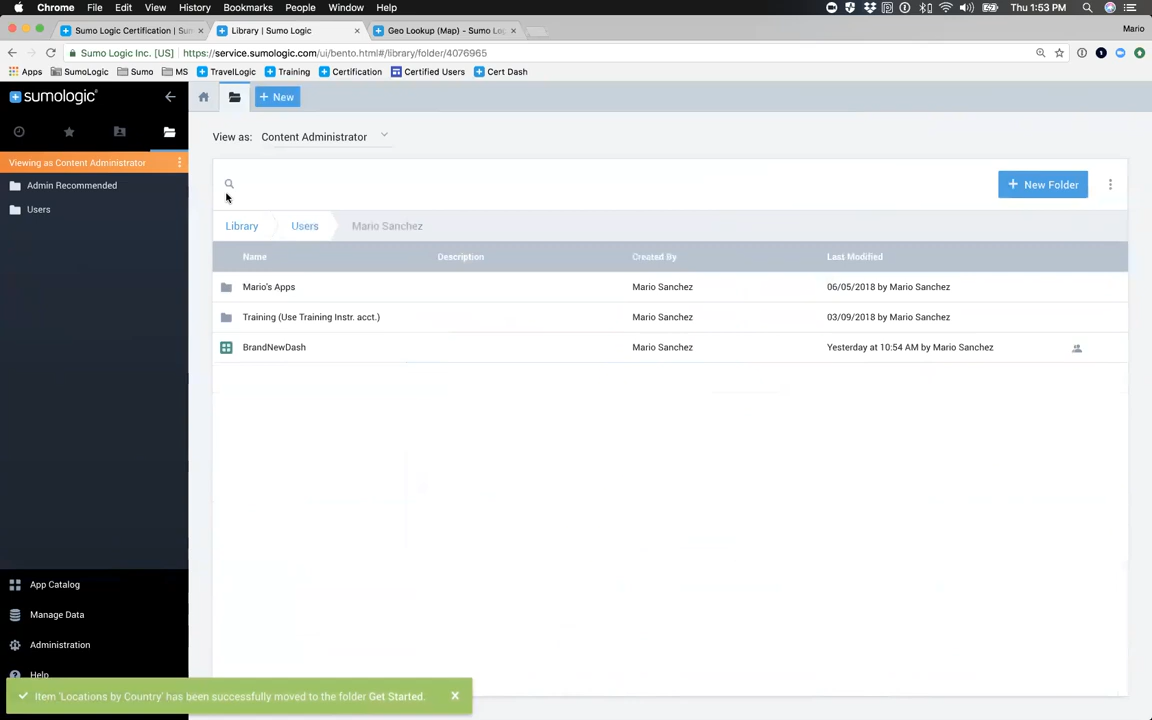 Chrome File Edit View History Bookmarks People Window Help Thu 1:53 PM
Sumo Logic Certification | Sum Library | Sumo Logic Geo Lookup (Map) - Sumo Lo Mario
Sumo Logic Inc. [US] https://service.sumologic.com/ui/bento.html#/library/folder/4076965
Apps SumoLogic Sumo MS TravelLogic Training Certification Certified Users Cert Dash
sumologic
+ New
View as: Content Administrator
Viewing as Content Administrator
Admin Recommended
Users
+ New Folder
Library Users Mario Sanchez
Name Description Created By Last Modified
Mario's Apps Mario Sanchez 06/05/2018 by Mario Sanchez
Training (Use Training Instr. acct.) Mario Sanchez 03/09/2018 by Mario Sanchez
BrandNewDash Mario Sanchez Yesterday at 10:54 AM by Mario Sanchez
App Catalog
Manage Data
Administration
Help
Item 'Locations by Country' has been successfully moved to the folder Get Started. X